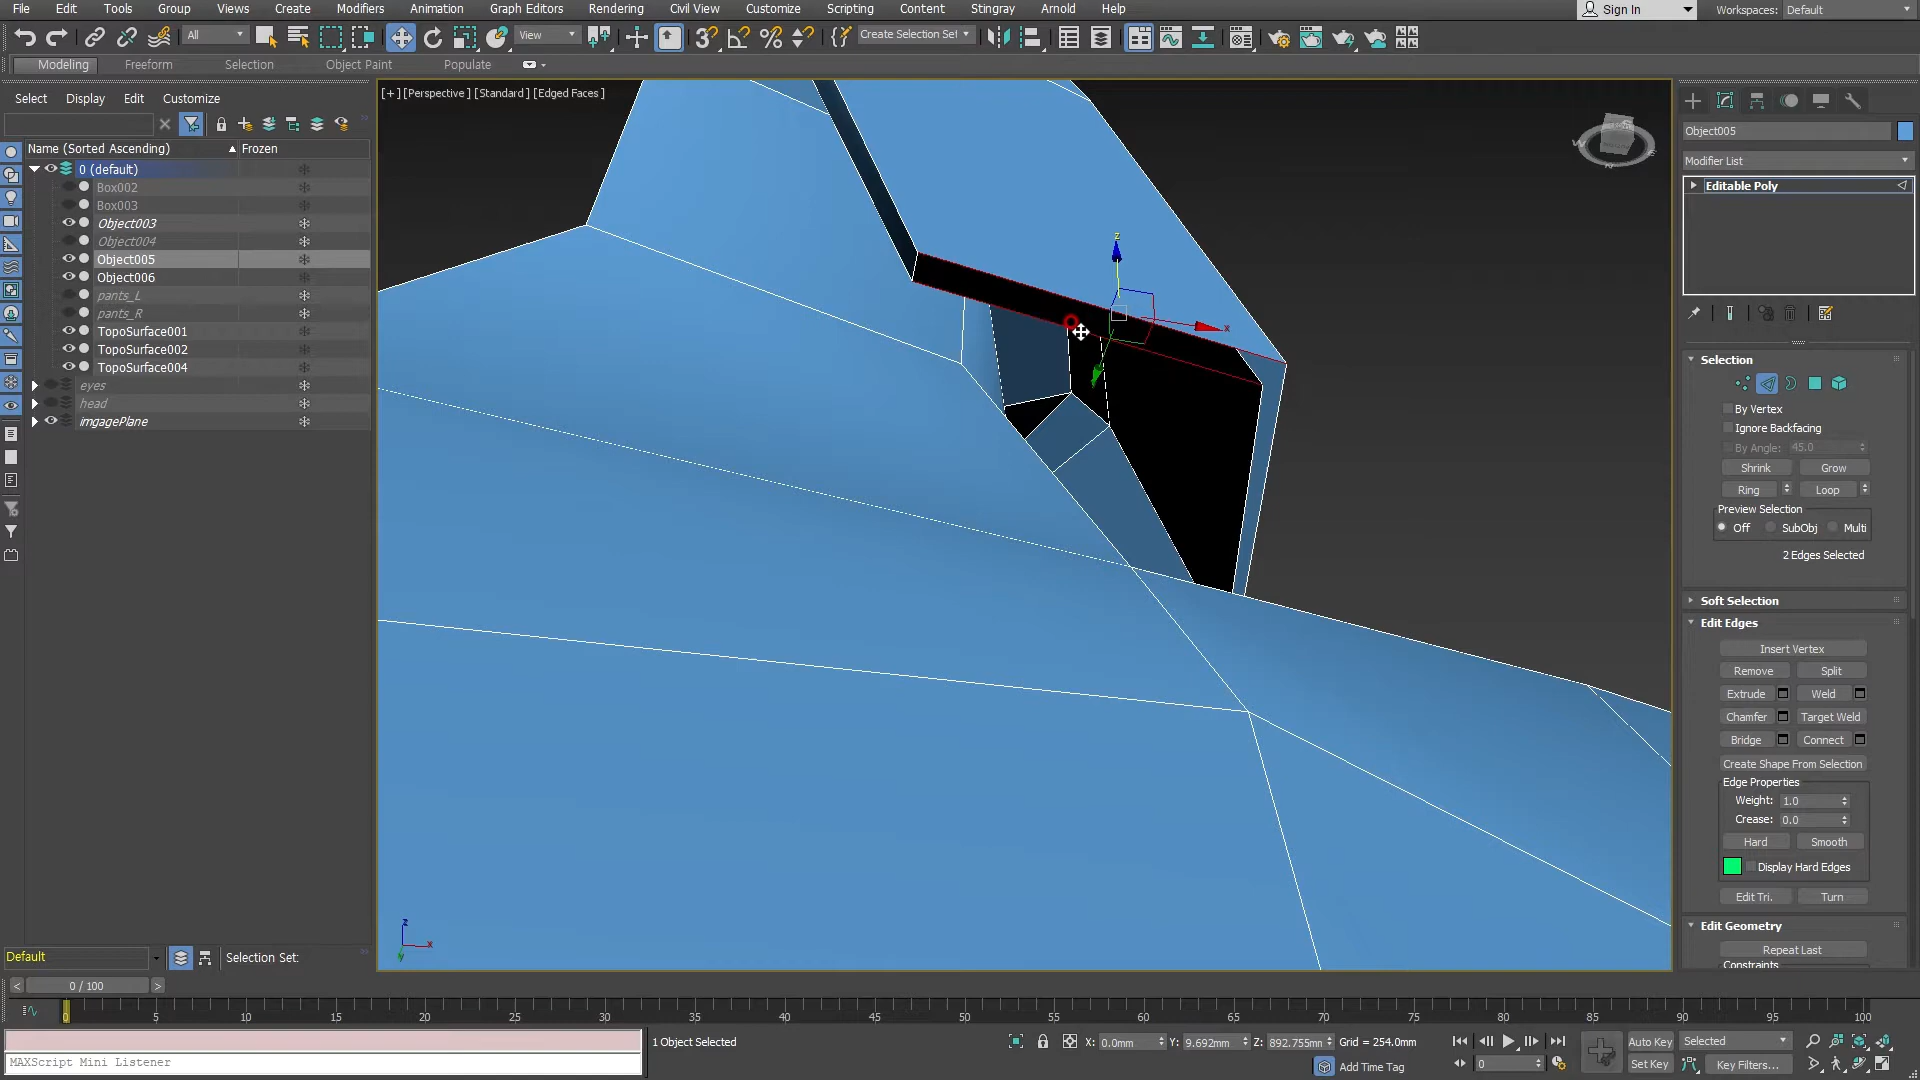 File Edit Tools Group Views Create Modifiers Animation Graph Editors Rendering Civil View Customize Scripting Content Stingray Arnold Help Sign In Workspaces: Default
All View Create Selection Set
Modeling Freeform Selection Object Paint Populate
Select Display Edit Customize
Name (Sorted Ascending) Frozen
0 (default)
Box002
Box003
Object003
Object004
Object005
Object006
pants_L
pants_R
TopoSurface001
TopoSurface002
TopoSurface004
eyes
head
imgagePlane
[+] [Perspective ] [Standard ] [Edged Faces ]
z
x
z
x
Object005
Modifier List
Editable Poly
Selection
By Vertex
Ignore Backfacing
By Angle: 45.0
Shrink Grow
Ring Loop
Preview Selection
Off SubObj Multi
2 Edges Selected
Soft Selection
Edit Edges
Insert Vertex
Remove Split
Extrude Weld
Chamfer Target Weld
Bridge Connect
Create Shape From Selection
Edge Properties
Weight: 1.0
Crease: 0.0
Hard Smooth
Display Hard Edges
Edit Tri. Turn
Edit Geometry
Repeat Last
Constraints
Default Selection Set:
< 0 / 100 >
0 5 10 15 20 25 30 35 40 45 50 55 60 65 70 75 80 85 90 95 100
1 Object Selected X: 0.0mm Y: 9.692mm Z: 892.755mm Grid = 254.0mm Auto Key Selected
MAXScript Mini Listener Add Time Tag 0 Set Key Key Filters...